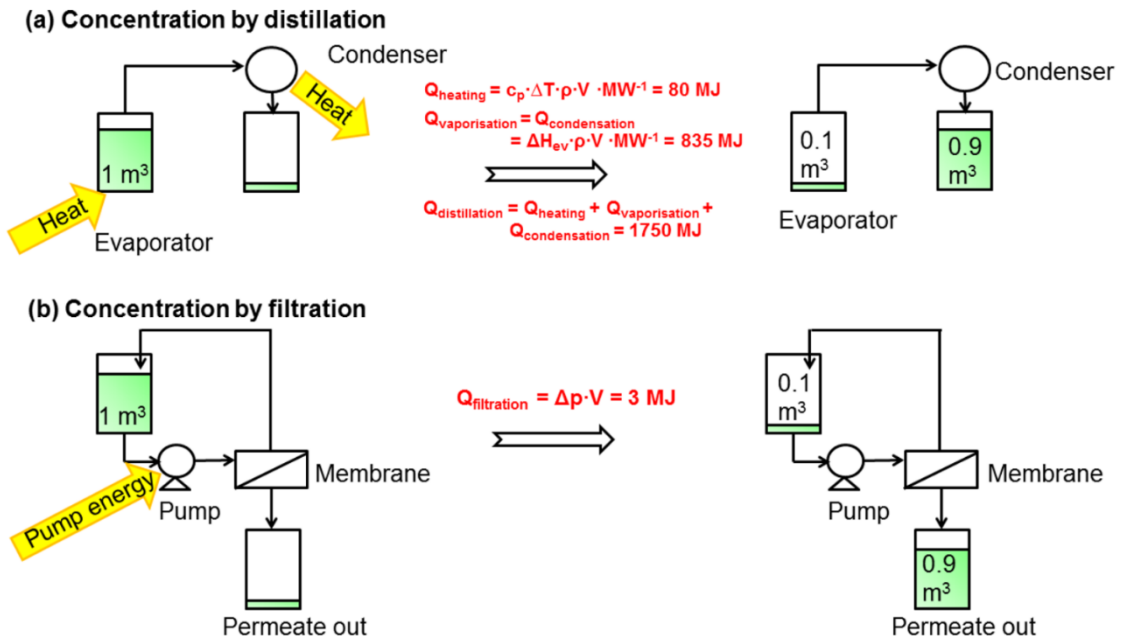 (a) Concentration by distillation
Condenser
Heat
1 m³
Heat
Evaporator
Q_heating = c_p·ΔT·ρ·V ·MW⁻¹ = 80 MJ
Q_vaporisation = Q_condensation
= ΔH_ev·ρ·V ·MW⁻¹ = 835 MJ
Q_distillation = Q_heating + Q_vaporisation +
Q_condensation = 1750 MJ
Condenser
0.1
m³
0.9
m³
Evaporator
(b) Concentration by filtration
1 m³
Membrane
Pump energy
Pump
Permeate out
Q_filtration = Δp·V = 3 MJ
0.1
m³
Membrane
Pump
0.9
m³
Permeate out